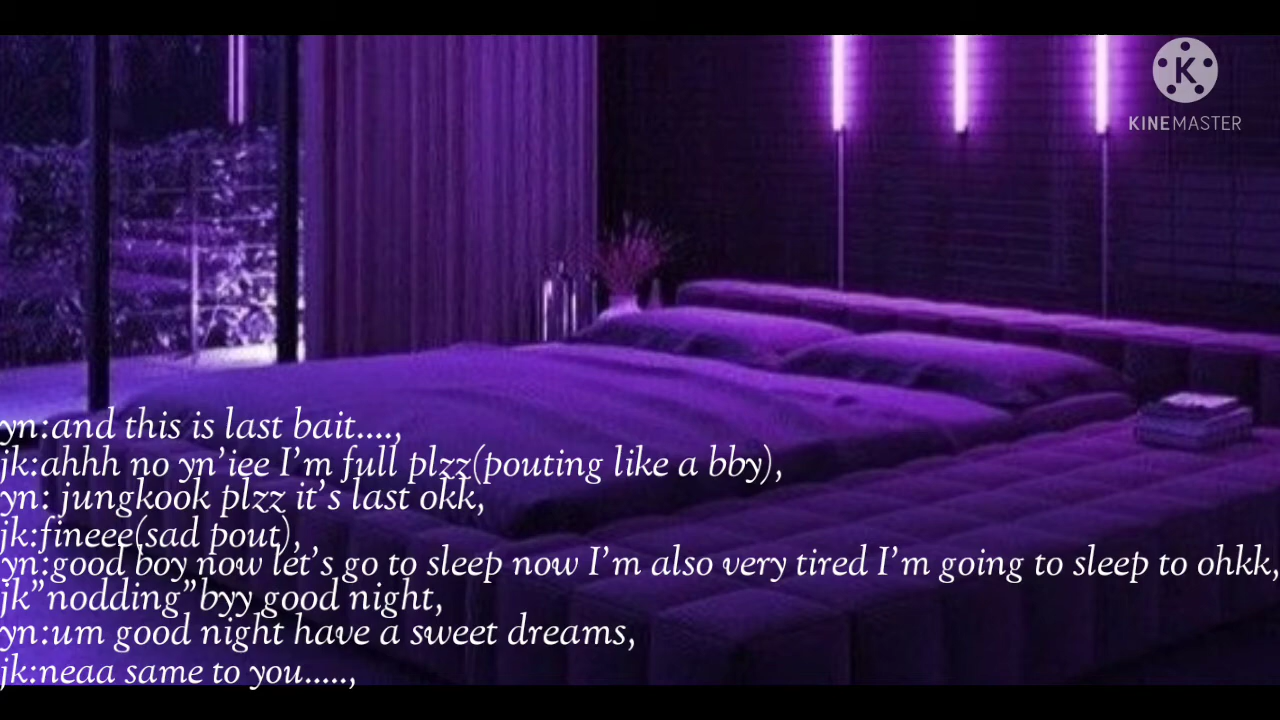 KINEMASTER
yn:and this is last bait....,
jk:ahhh no yn'iee I'm full plzz(pouting like a bby),
yn: jungkook plzz it's last okk,
jk:fineee(sad pout),
yn:good boy now let's go to sleep now I'm also very tired I'm going to sleep to ohkk,
jk"nodding"byy good night,
yn:um good night have a sweet dreams,
jk:neaa same to you.....,